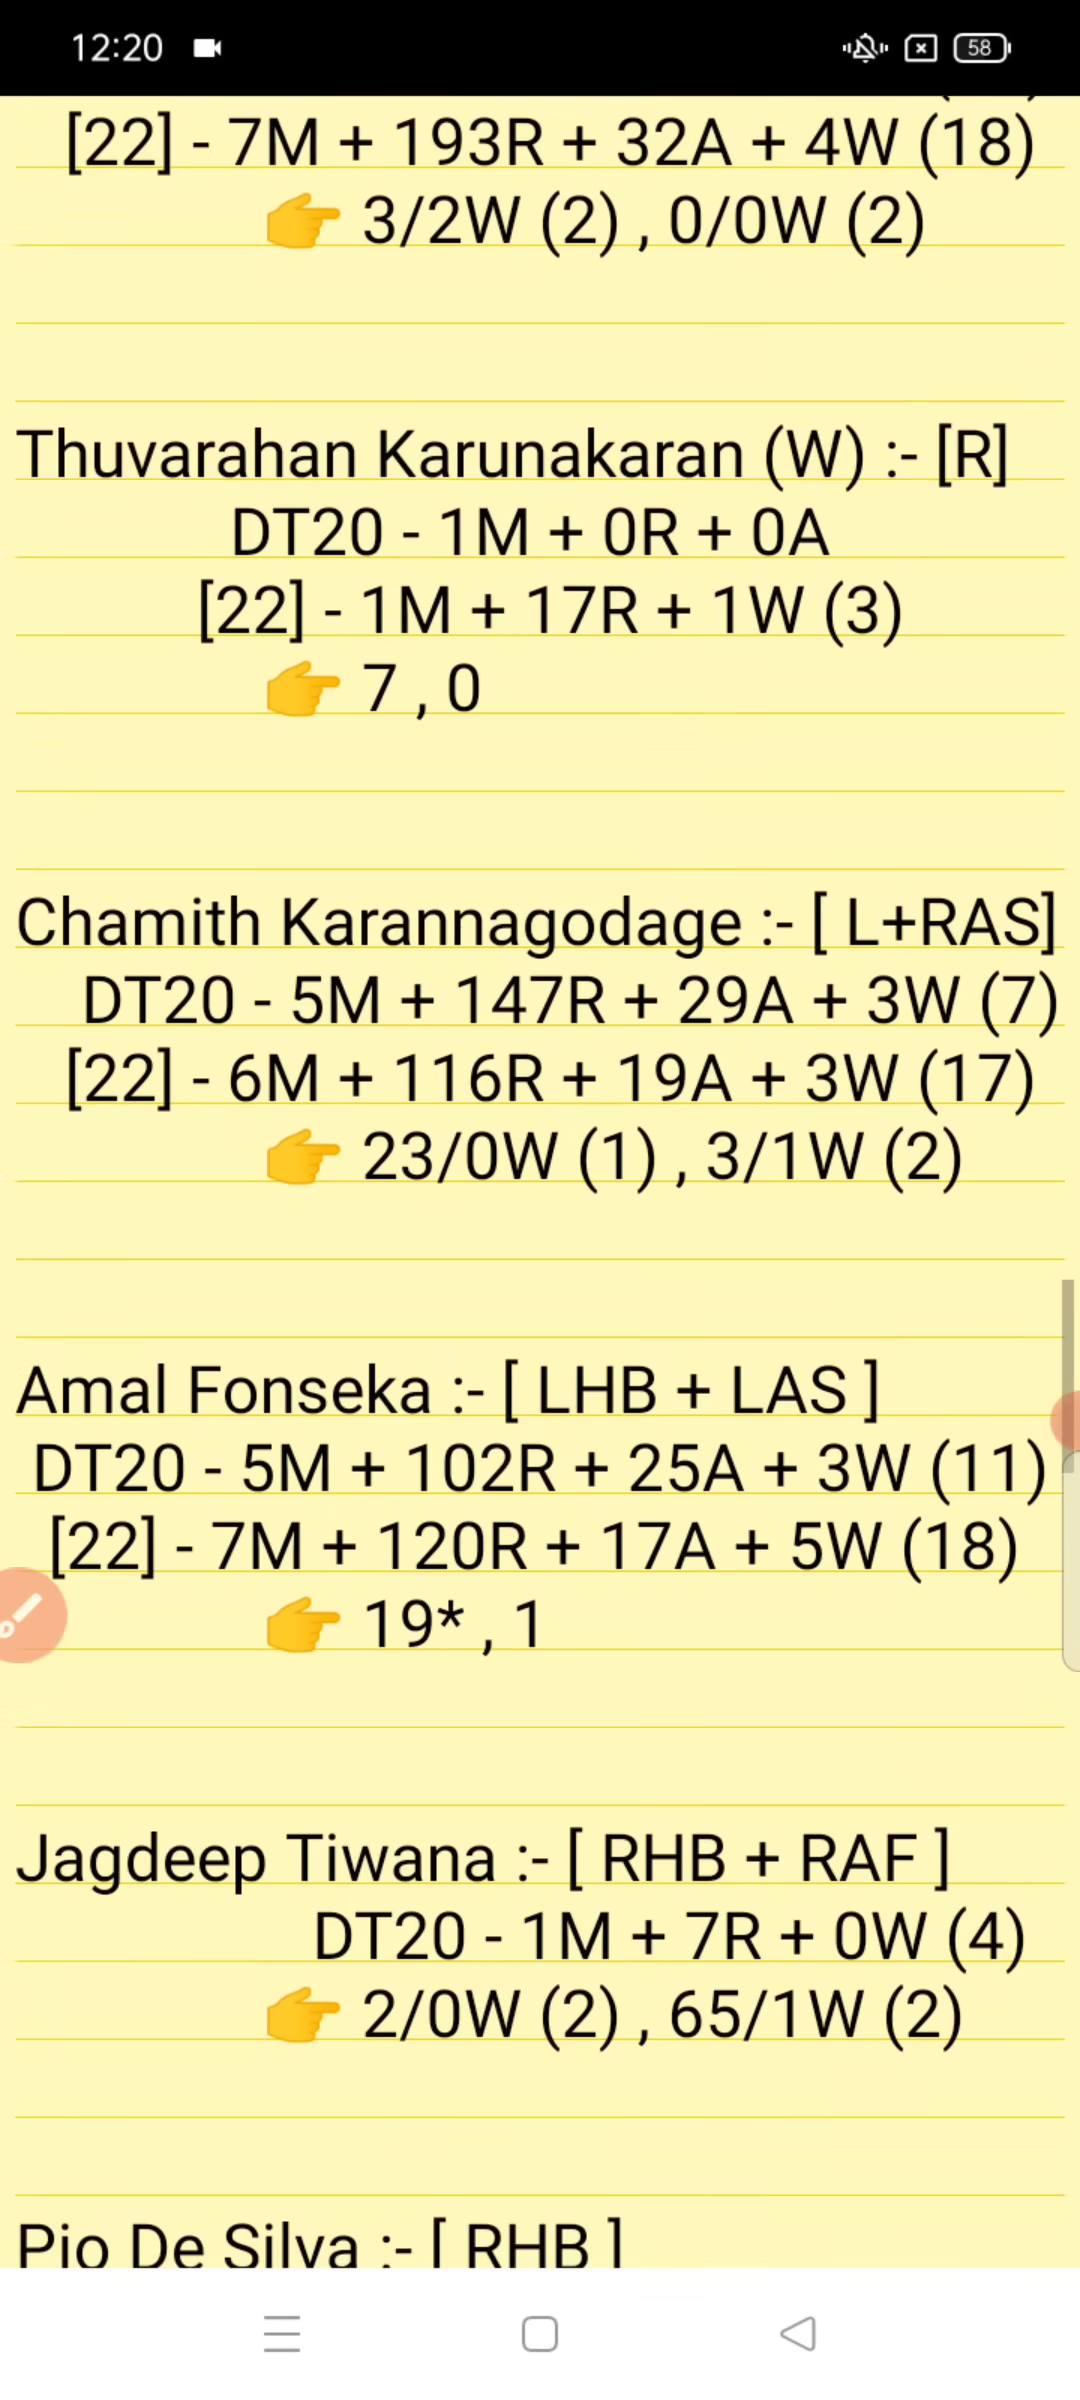 12:20
58
[22] - 7M + 193R + 32A + 4W (18)
👉 3/2W (2) , 0/0W (2)
Thuvarahan Karunakaran (W) :- [R]
DT20 - 1M + 0R + 0A
[22] - 1M + 17R + 1W (3)
👉 7 , 0
Chamith Karannagodage :- [ L+RAS]
DT20 - 5M + 147R + 29A + 3W (7)
[22] - 6M + 116R + 19A + 3W (17)
👉 23/0W (1) , 3/1W (2)
Amal Fonseka :- [ LHB + LAS ]
DT20 - 5M + 102R + 25A + 3W (11)
[22] - 7M + 120R + 17A + 5W (18)
👉 19* , 1
Jagdeep Tiwana :- [ RHB + RAF ]
DT20 - 1M + 7R + 0W (4)
👉 2/0W (2) , 65/1W (2)
Pio De Silva :- [ RHB ]